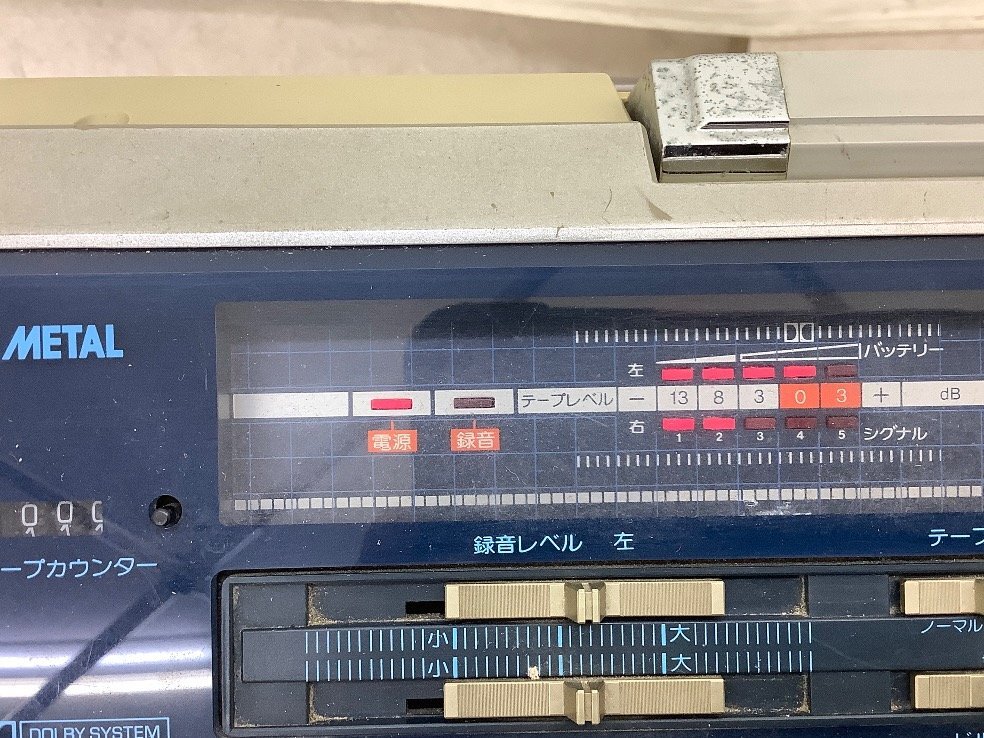 METAL
バッテリー
左
テープレベル
− 13 8 3 0 3 +
dB
電源
録音
右
1 2 3 4 5
シグナル
0 0 0
ープカウンター
録音レベル 左
テープ
小 大
ノーマル
小 大
DOLBY SYSTEM